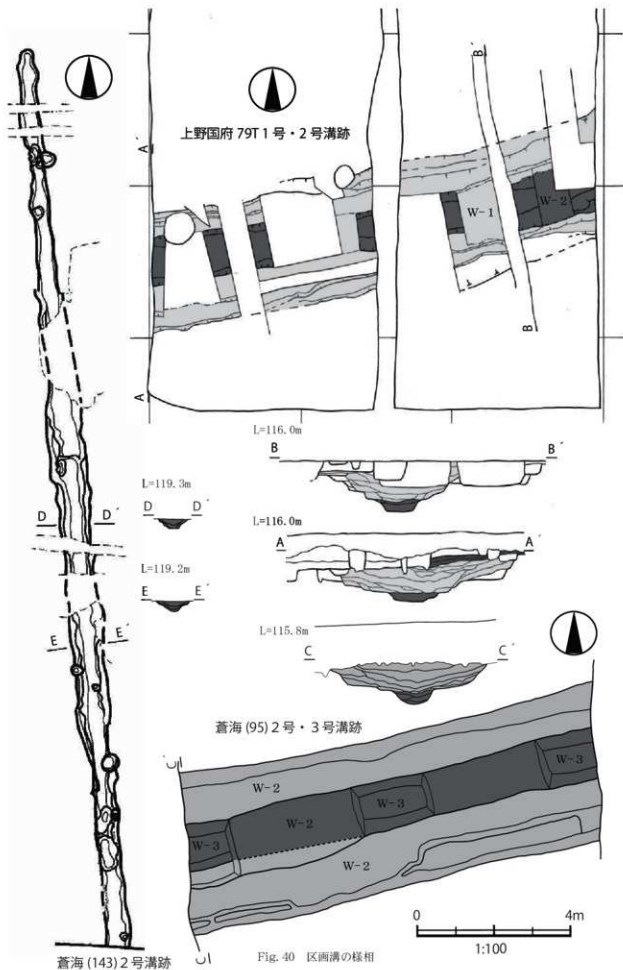 上野国府 79T 1号・2号溝跡
A´
B´
W-1
W-2
B
A
L=116.0m
B B´
L=119.3m
D D´
L=116.0m
A A´
D D´
L=119.2m
E E´
L=115.8m
C C´
E E´
蒼海 (95) 2号・3号溝跡
C´
W-2
W-3
W-2
W-3
W-3
W-2
C
0 4m
1:100
蒼海 (143) 2号溝跡
Fig. 40 区画溝の様相